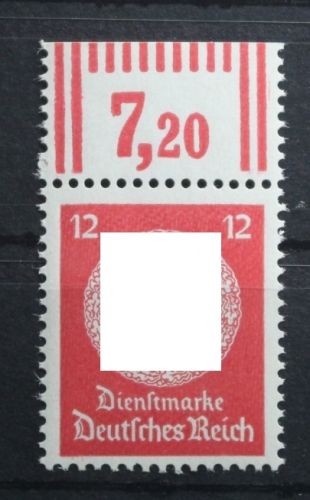 7,20
12 12
Dienstmarke
Deutsches Reich